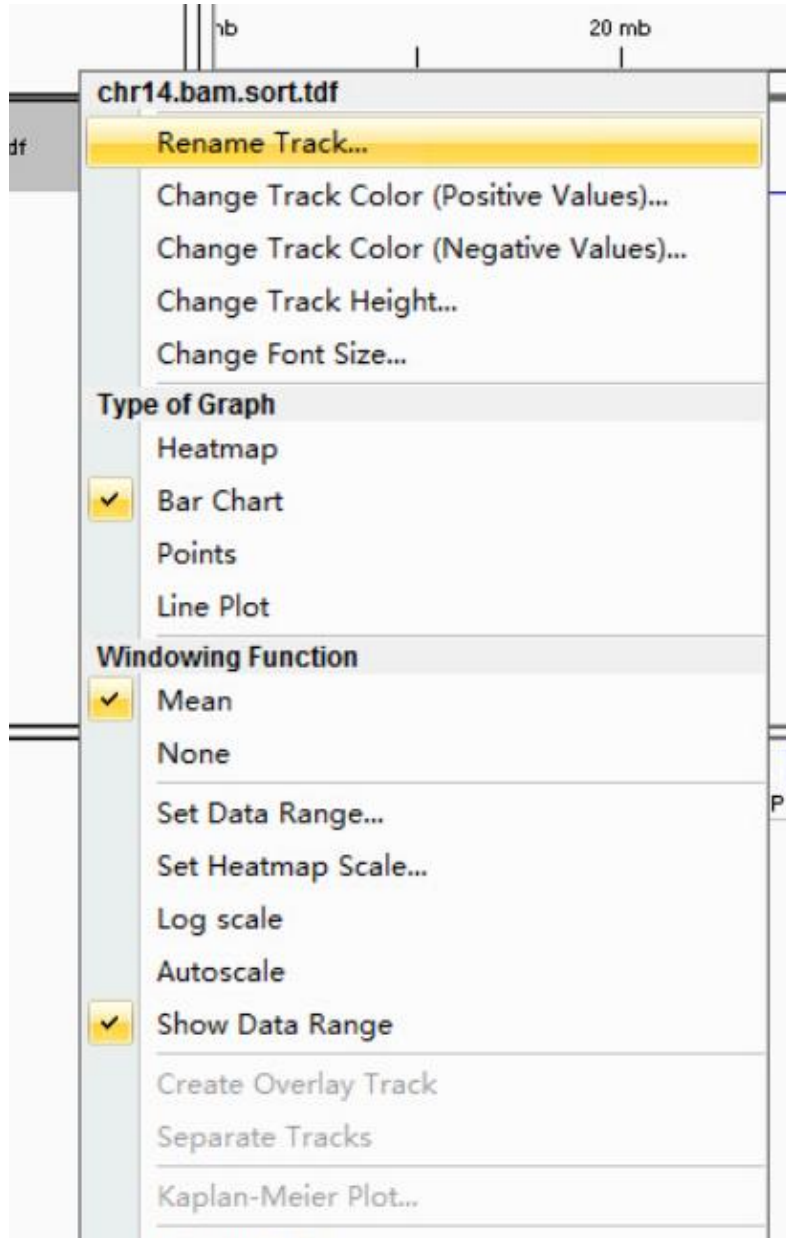 mb
20 mb
chr14.bam.sort.tdf
df
Rename Track...
Change Track Color (Positive Values)...
Change Track Color (Negative Values)...
Change Track Height...
Change Font Size...
Type of Graph
Heatmap
Bar Chart
Points
Line Plot
Windowing Function
Mean
None
Set Data Range...
P
Set Heatmap Scale...
Log scale
Autoscale
Show Data Range
Create Overlay Track
Separate Tracks
Kaplan-Meier Plot...